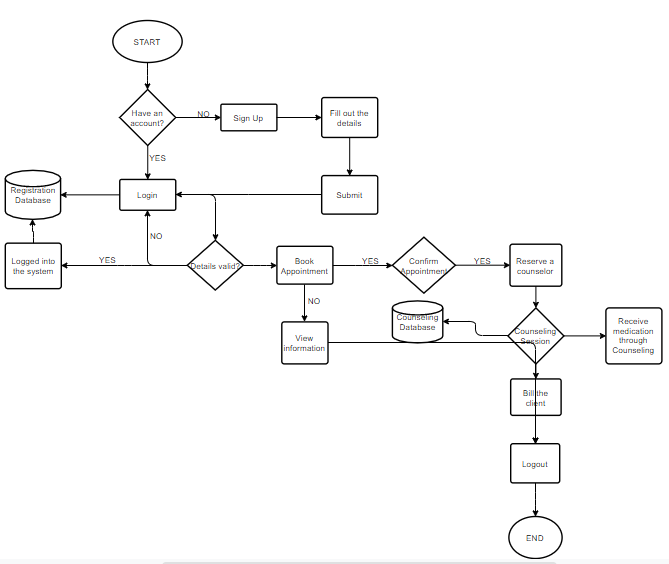 START
Have an
account?
NO
Sign Up
Fill out the
details
YES
Registration
Database
Login
Submit
NO
Logged into
the system
YES
Details valid?
Book
Appointment
YES
Confirm
Appointment
YES
Reserve a
counselor
NO
View
information
Counseling
Database
Counseling
Session
Receive
medication
through
Counseling
Bill the
client
Logout
END